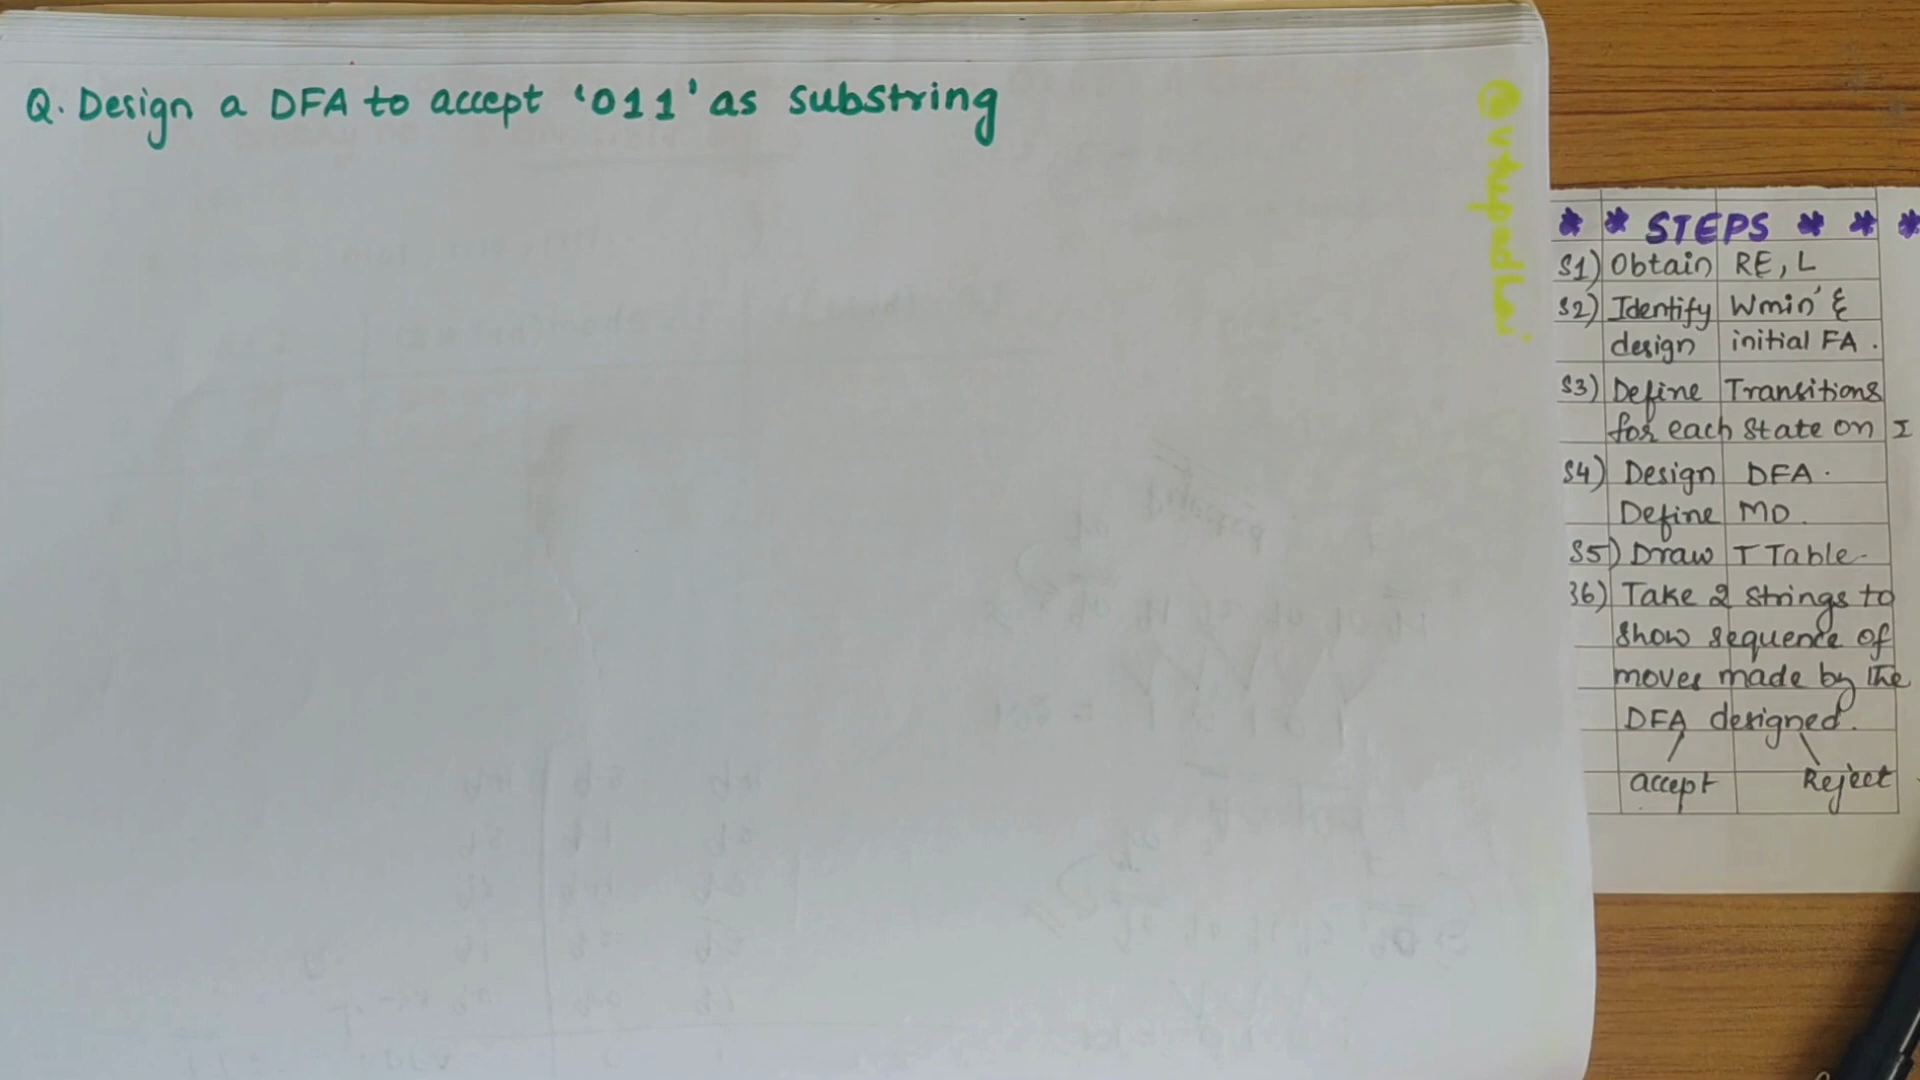 Q. Design a DFA to accept '011' as substring
@vtupadhai
* * STEPS * * *
S1) Obtain RE, L
S2) Identify Wmin' &
design initial FA.
S3) Define Transitions
for each state on I
S4) Design DFA.
Define MD.
S5) Draw T Table.
S6) Take 2 strings to
show sequence of
moves made by the
DFA designed.
accept Reject